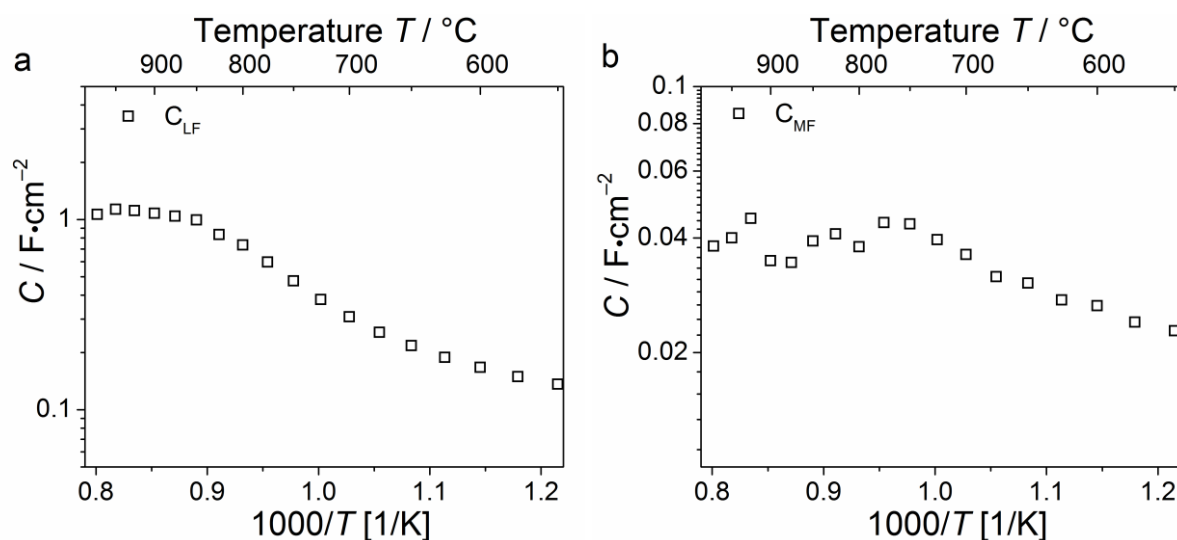 a
Temperature T / °C
900 800 700 600
C_LF
C / F•cm⁻²
1
0.1
0.8 0.9 1.0 1.1 1.2
1000/T [1/K]
b
Temperature T / °C
900 800 700 600
C_MF
C / F•cm⁻²
0.1
0.08
0.06
0.04
0.02
0.8 0.9 1.0 1.1 1.2
1000/T [1/K]